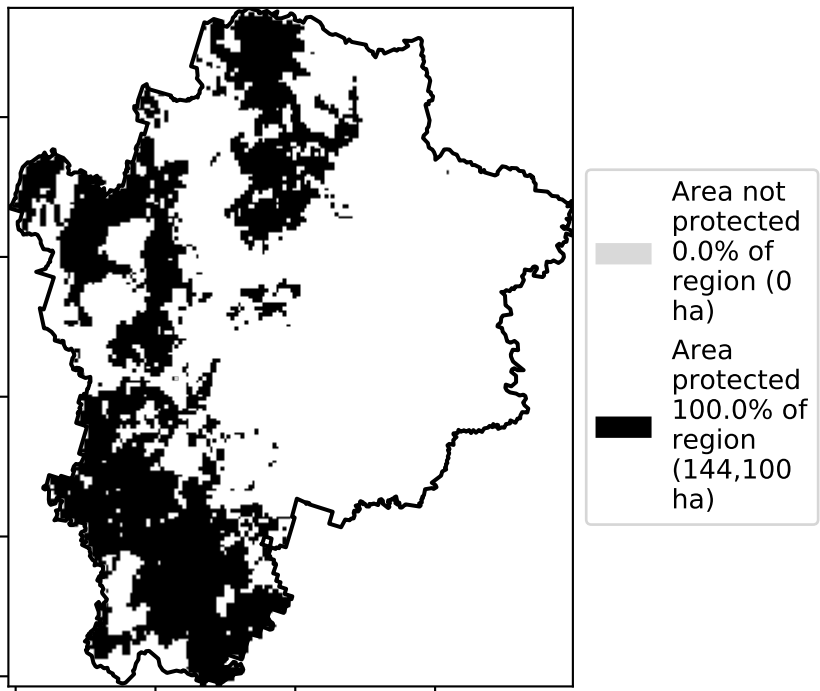 Area not
protected
0.0% of
region (0
ha)
Area
protected
100.0% of
region
(144,100
ha)